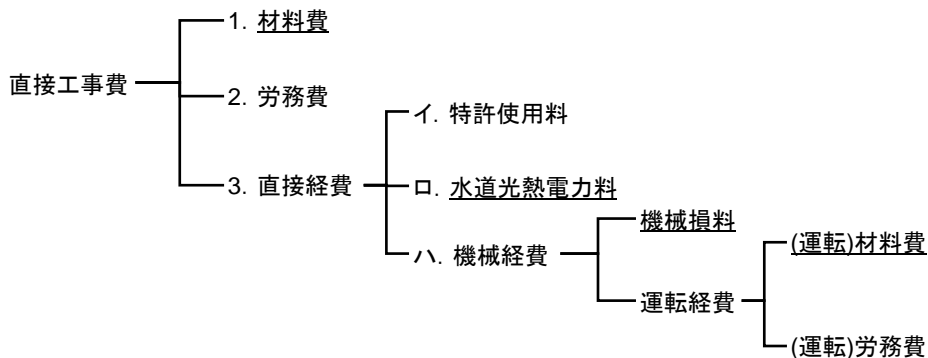 直接工事費
1. 材料費
2. 労務費
3. 直接経費
イ. 特許使用料
ロ. 水道光熱電力料
ハ. 機械経費
機械損料
運転経費
(運転)材料費
(運転)労務費